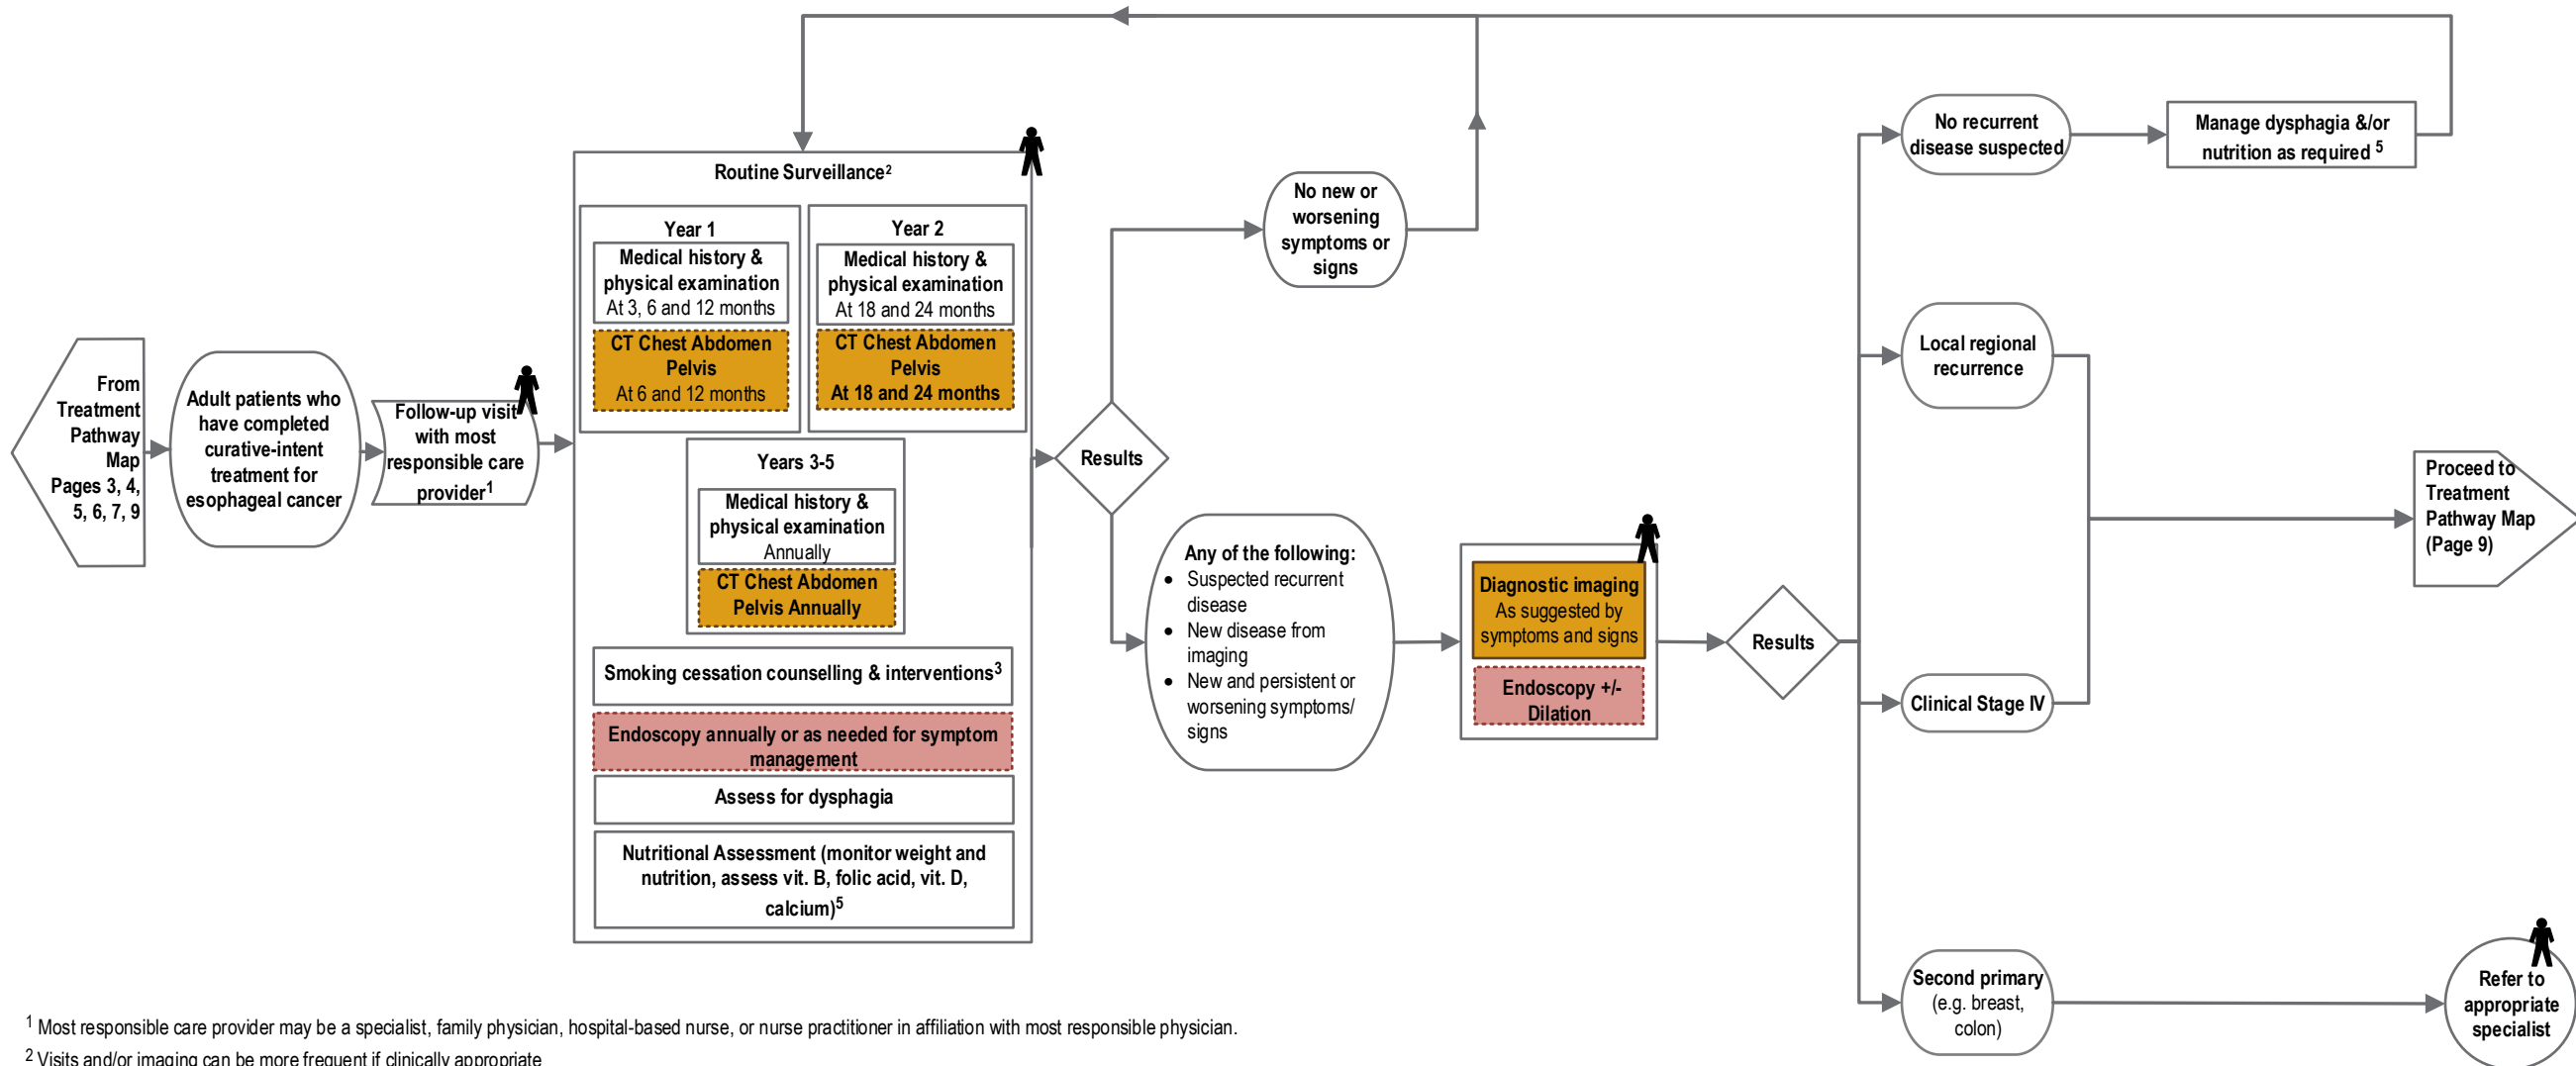 From
Treatment
Pathway
Map
Pages 3, 4,
5, 6, 7, 9
Adult patients who
have completed
curative-intent
treatment for
esophageal cancer
Follow-up visit
with most
responsible care
provider1
Routine Surveillance2
Year 1
Medical history &
physical examination
At 3, 6 and 12 months
CT Chest Abdomen
Pelvis
At 6 and 12 months
Year 2
Medical history &
physical examination
At 18 and 24 months
CT Chest Abdomen
Pelvis
At 18 and 24 months
Years 3-5
Medical history &
physical examination
Annually
CT Chest Abdomen
Pelvis Annually
Smoking cessation counselling & interventions3
Endoscopy annually or as needed for symptom
management
Assess for dysphagia
Nutritional Assessment (monitor weight and
nutrition, assess vit. B, folic acid, vit. D,
calcium)5
Results
No new or
worsening
symptoms or
signs
Any of the following:
• Suspected recurrent
disease
• New disease from
imaging
• New and persistent or
worsening symptoms/
signs
Diagnostic imaging
As suggested by
symptoms and signs
Endoscopy +/-
Dilation
Results
No recurrent
disease suspected
Manage dysphagia &/or
nutrition as required 5
Local regional
recurrence
Clinical Stage IV
Proceed to
Treatment
Pathway Map
(Page 9)
Second primary
(e.g. breast,
colon)
Refer to
appropriate
specialist
1 Most responsible care provider may be a specialist, family physician, hospital-based nurse, or nurse practitioner in affiliation with most responsible physician.
2 Visits and/or imaging can be more frequent if clinically appropriate